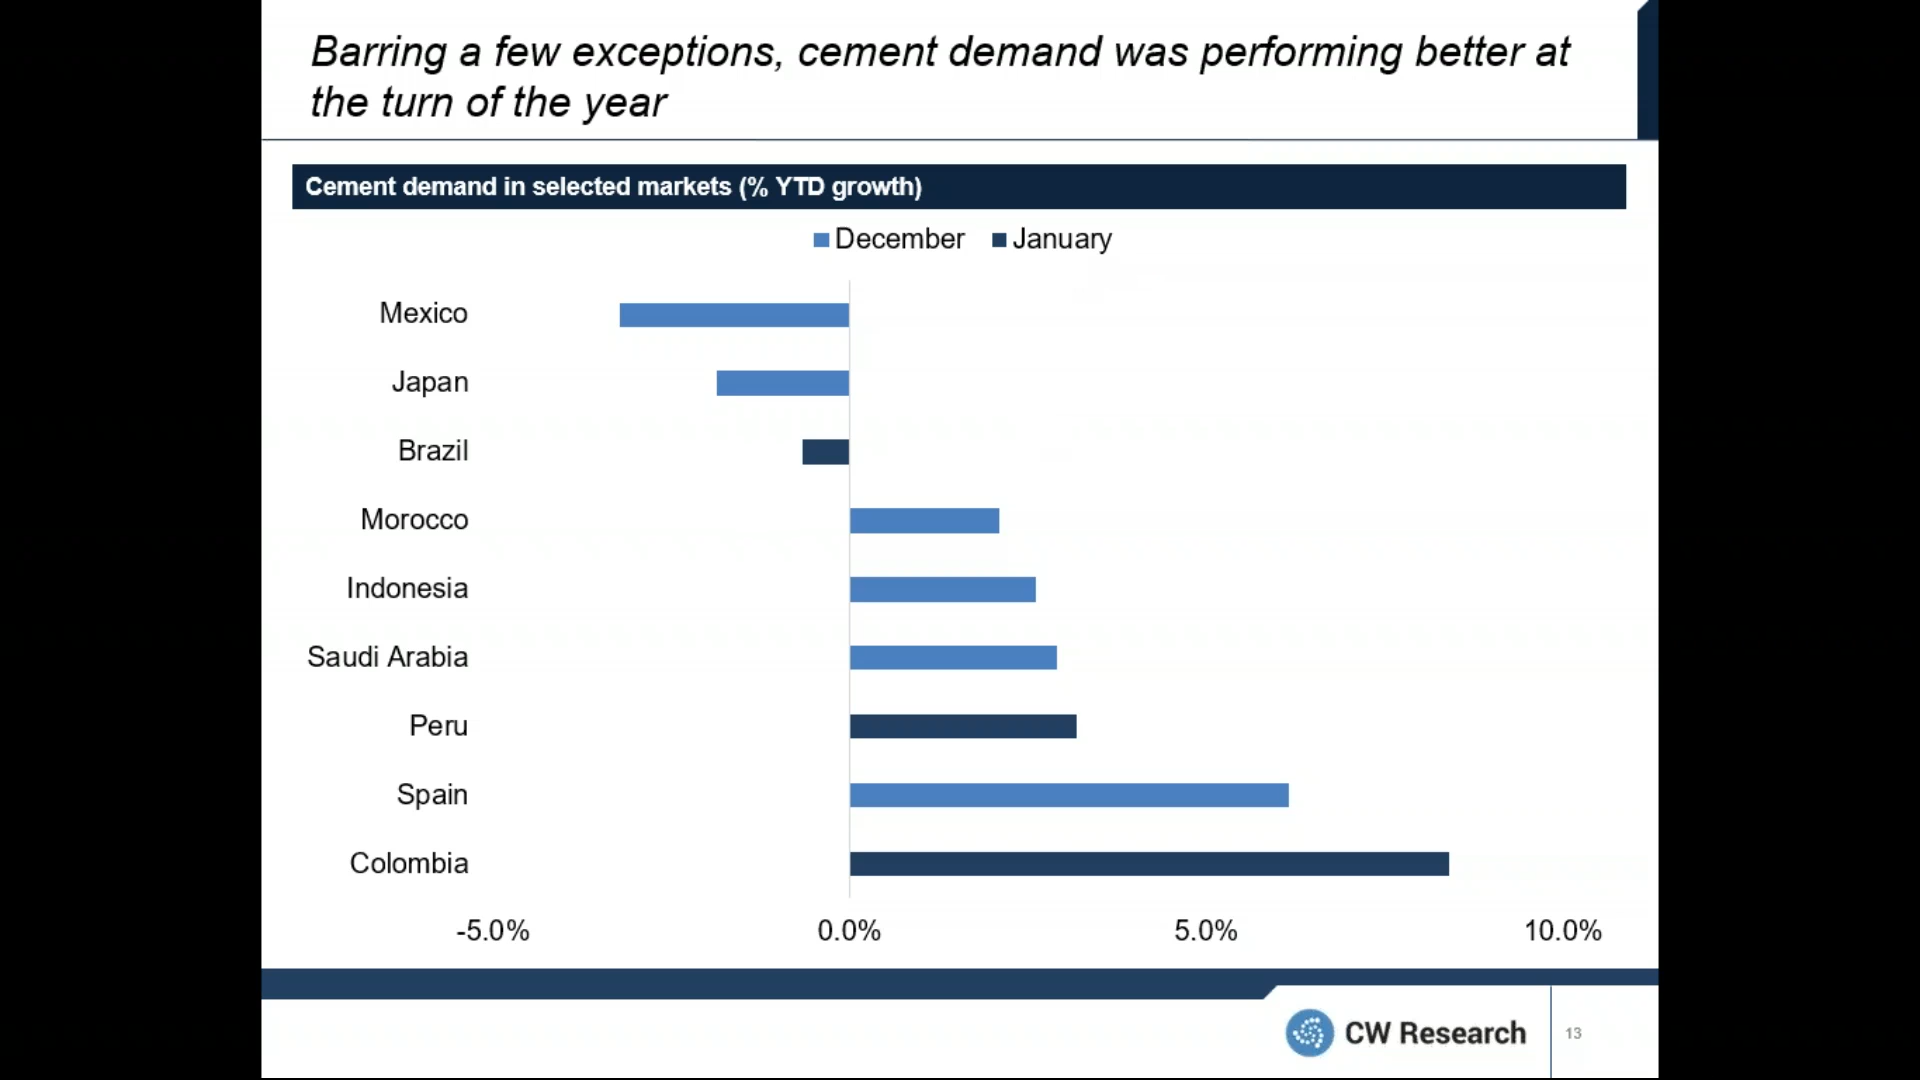 Barring a few exceptions, cement demand was performing better at
the turn of the year
Cement demand in selected markets (% YTD growth)
December January
Mexico
Japan
Brazil
Morocco
Indonesia
Saudi Arabia
Peru
Spain
Colombia
-5.0% 0.0% 5.0% 10.0%
CW Research 13